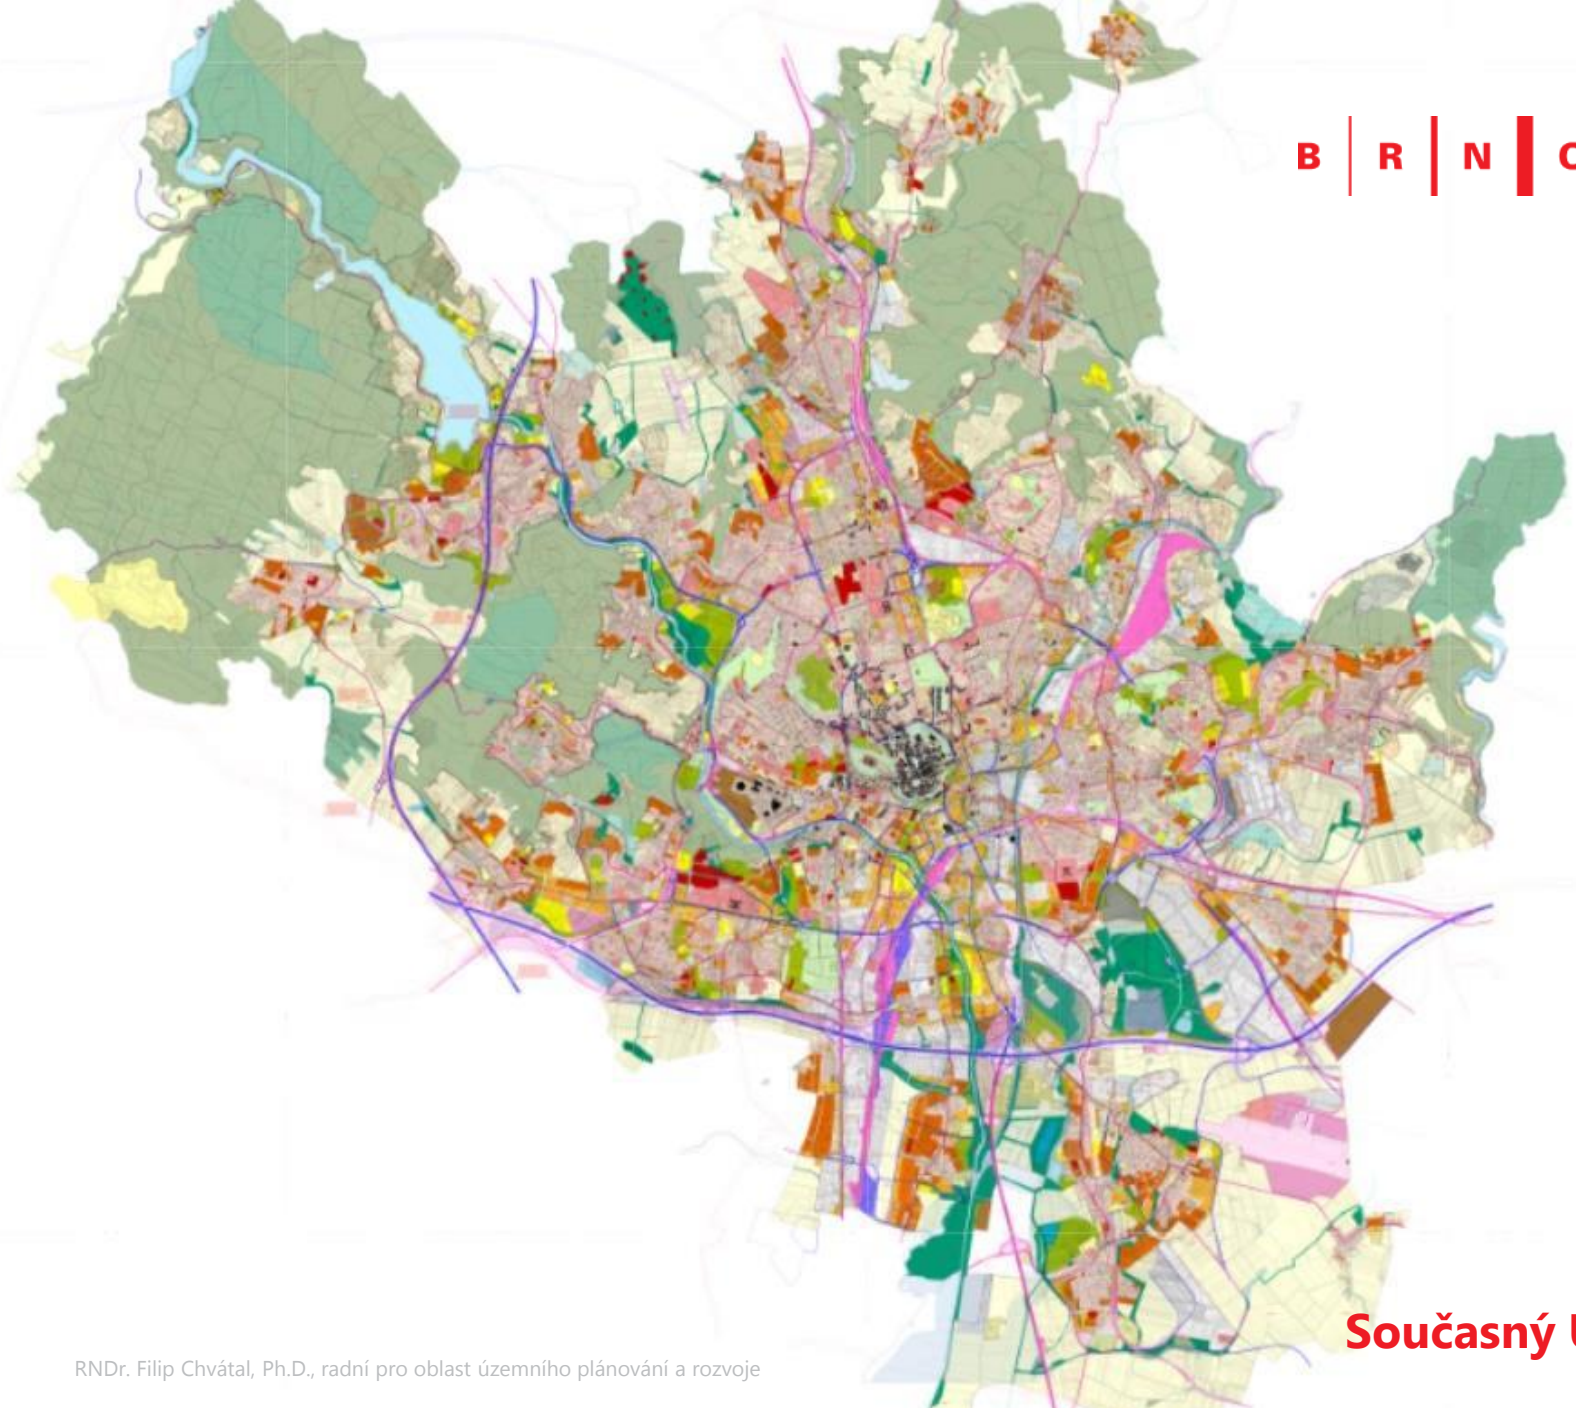 B R N O
Současný Ú
RNDr. Filip Chvátal, Ph.D., radní pro oblast územního plánování a rozvoje